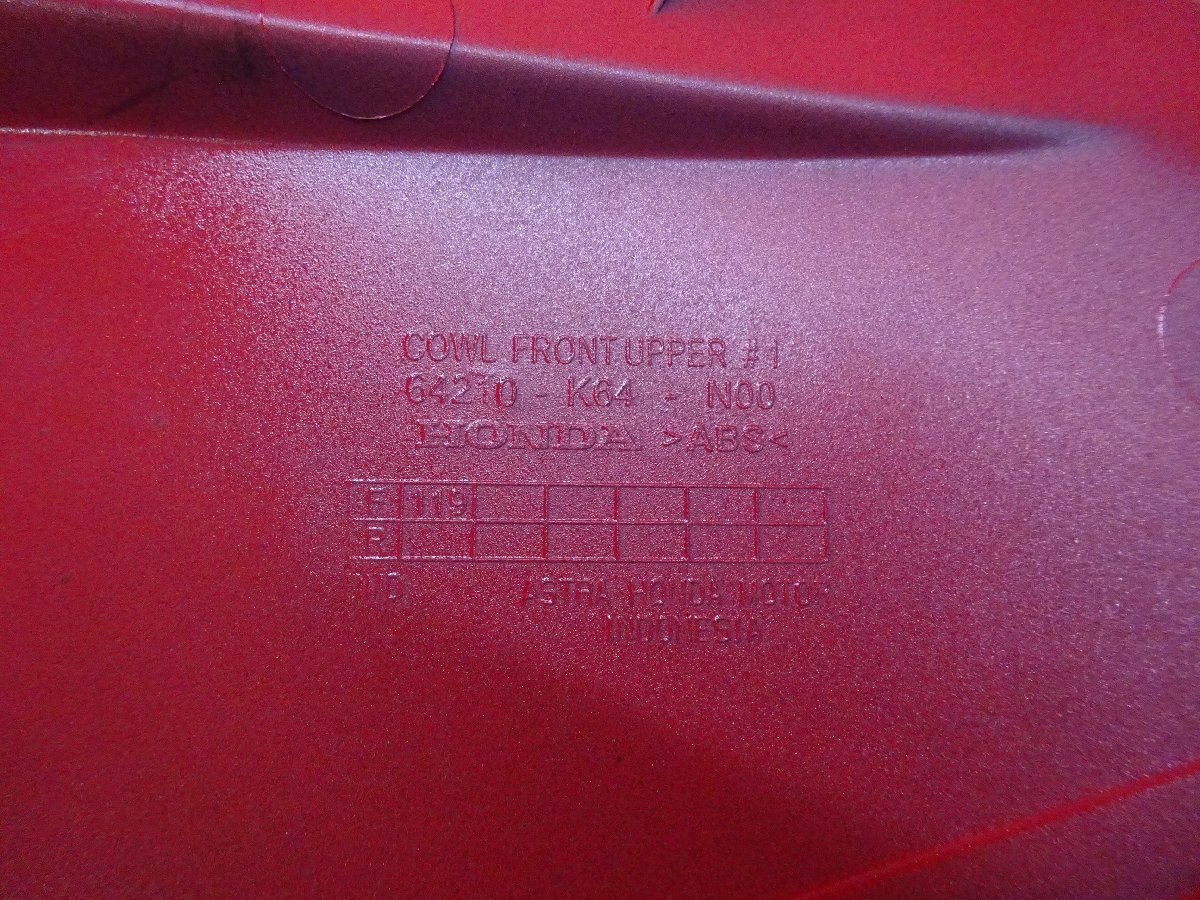 COWL FRONT UPPER #1
64210 - K64 - N00
HONDA >ABS<
F 119
R
ASTRA HONDA MOTOR
INDONESIA